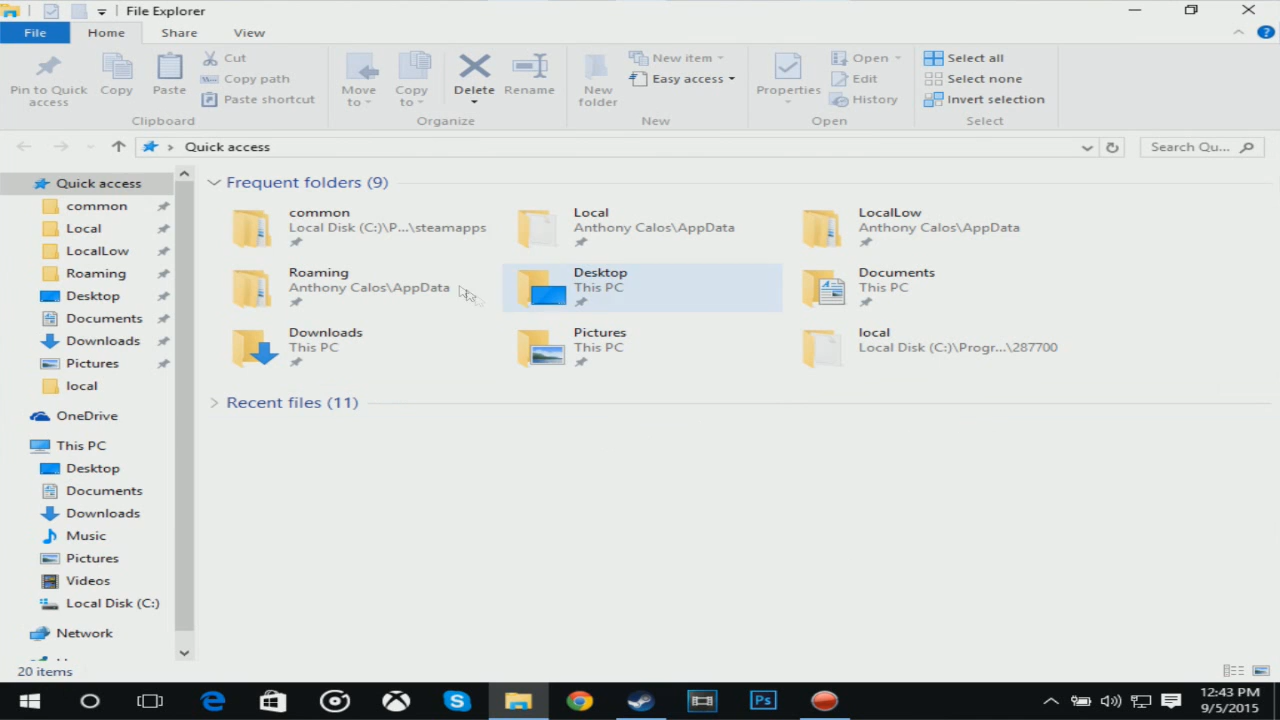 File Explorer
File Home Share View
Pin to Quick access
Copy
Paste
Cut
Copy path
Paste shortcut
Clipboard
Move to
Copy to
Delete
Rename
Organize
New folder
New item
Easy access
New
Properties
Open
Edit
History
Open
Select all
Select none
Invert selection
Select
Quick access
Search Qu...
Quick access
common
Local
LocalLow
Roaming
Desktop
Documents
Downloads
Pictures
local
OneDrive
This PC
Desktop
Documents
Downloads
Music
Pictures
Videos
Local Disk (C:)
Network
Frequent folders (9)
common
Local Disk (C:)\P...\steamapps
Local
Anthony Calos\AppData
LocalLow
Anthony Calos\AppData
Roaming
Anthony Calos\AppData
Desktop
This PC
Documents
This PC
Downloads
This PC
Pictures
This PC
local
Local Disk (C:)\Progr...\287700
Recent files (11)
20 items
Ps
12:43 PM
9/5/2015